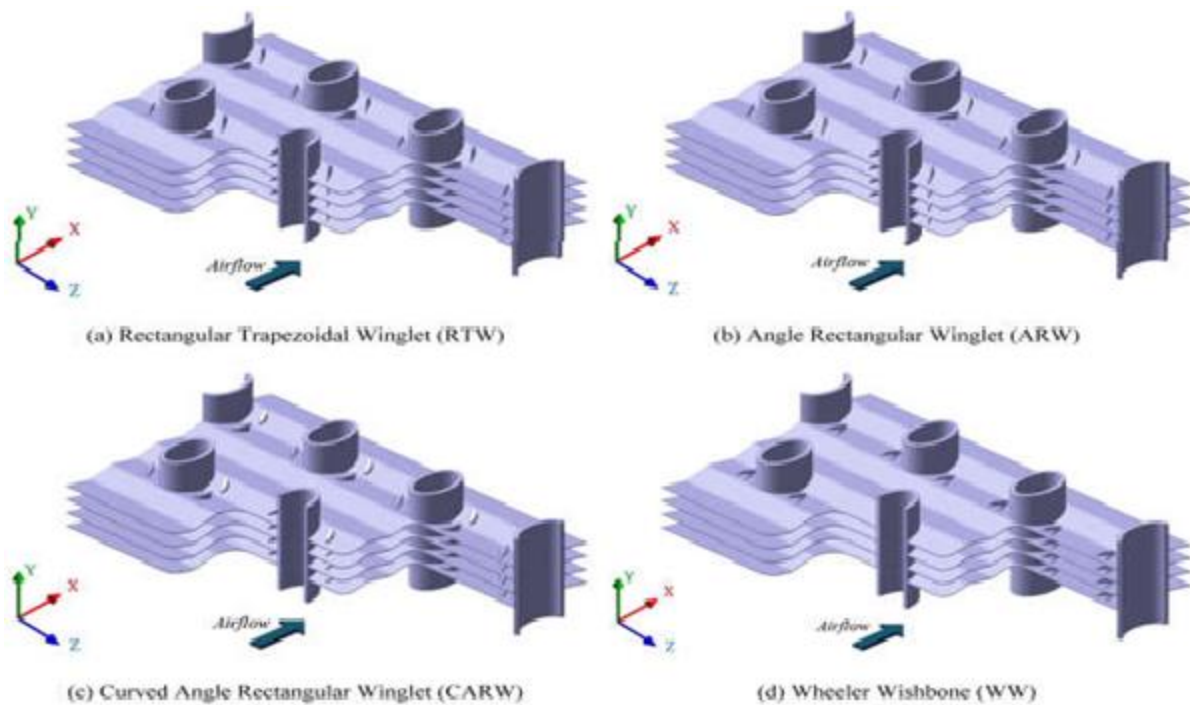 Y
X
Z
Airflow
(a) Rectangular Trapezoidal Winglet (RTW)
Y
X
Z
Airflow
(b) Angle Rectangular Winglet (ARW)
Y
X
Z
Airflow
(c) Curved Angle Rectangular Winglet (CARW)
Y
X
Z
Airflow
(d) Wheeler Wishbone (WW)